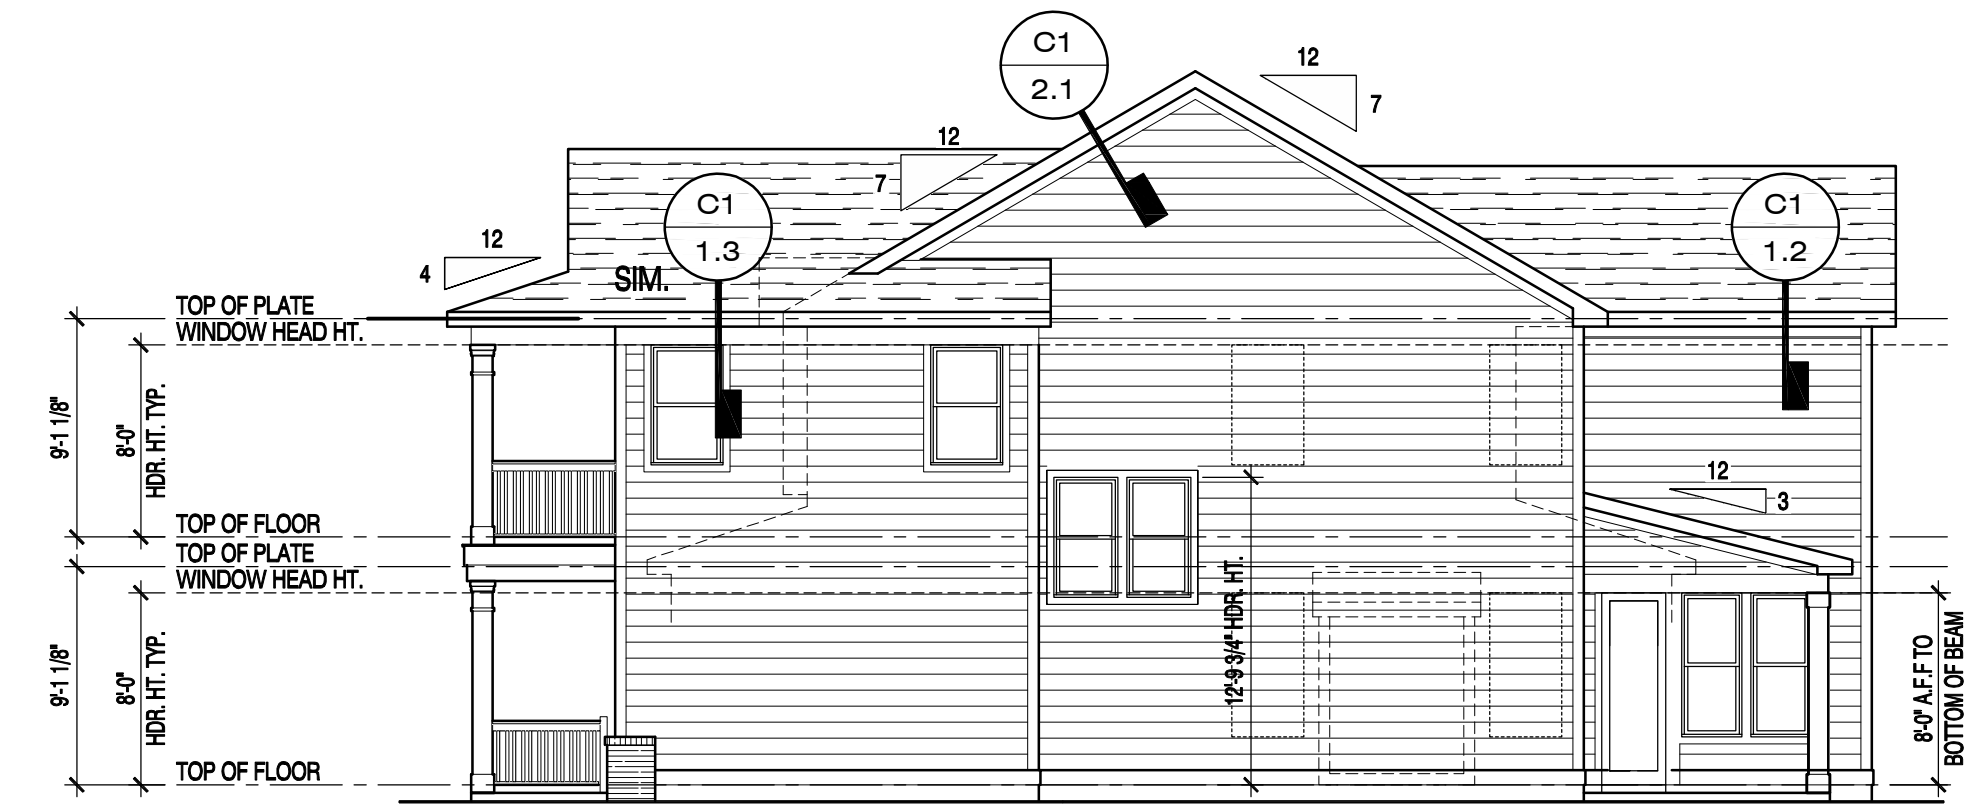 C1
2.1
12
7
12
7
C1
1.3
C1
1.2
12
4
SIM.
TOP OF PLATE
WINDOW HEAD HT.
9'-1 1/8"
8'-0"
HDR. HT. TYP.
12
3
TOP OF FLOOR
TOP OF PLATE
WINDOW HEAD HT.
12'-9 3/4" HDR. HT.
9'-1 1/8"
8'-0"
HDR. HT. TYP.
8'-0" A.F.F TO
BOTTOM OF BEAM
TOP OF FLOOR